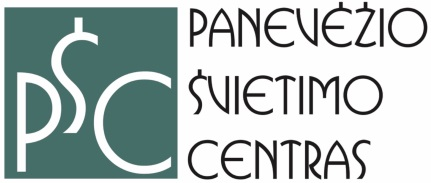 PŠC
PANEVĖŽIO
ŠVIETIMO
CENTRAS